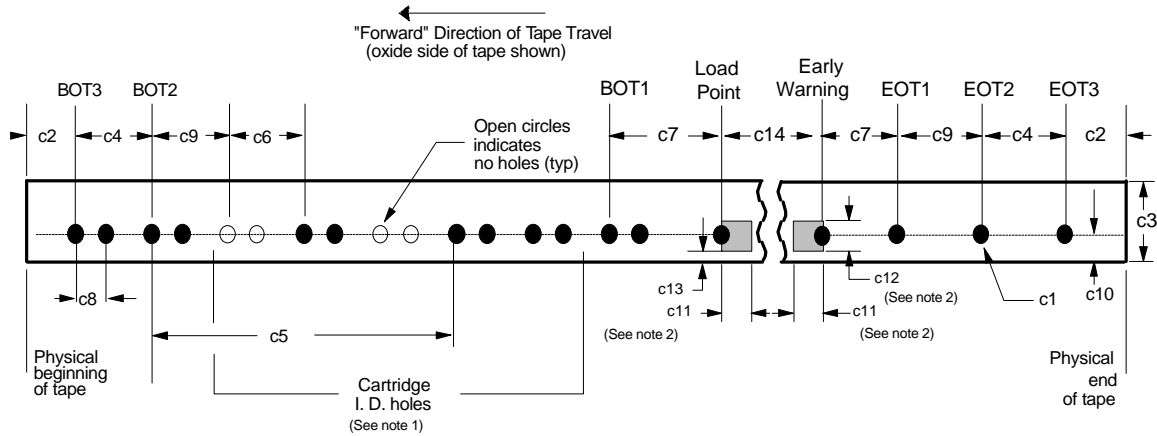 "Forward" Direction of Tape Travel
(oxide side of tape shown)
BOT3
BOT2
BOT1
Load
Point
Early
Warning
EOT1
EOT2
EOT3
c2
c4
c9
c6
c7
c14
c7
c9
c4
c2
Open circles
indicates
no holes (typ)
c3
c8
c13
c12
(See note 2)
c1
c10
c11
(See note 2)
c11
(See note 2)
c5
Physical
beginning
of tape
Cartridge
I. D. holes
(See note 1)
Physical
end
of tape